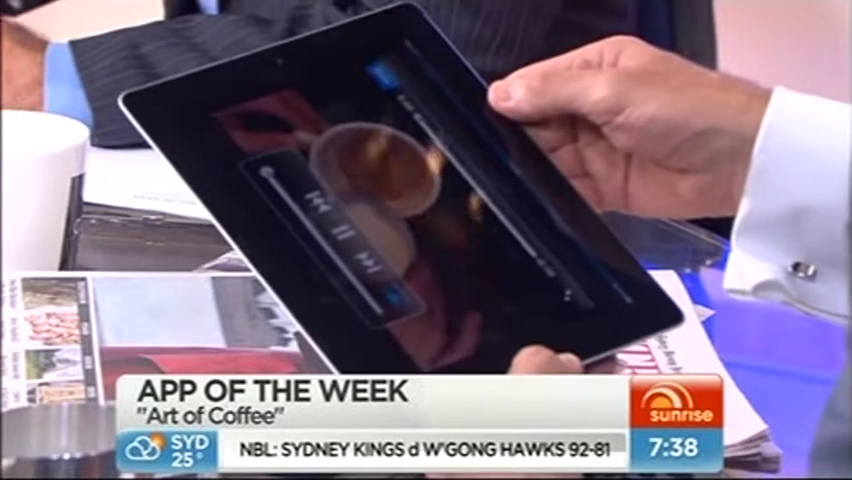 APP OF THE WEEK
"Art of Coffee"
sunrise
SYD
25°
NBL: SYDNEY KINGS d W'GONG HAWKS 92-81
7:38